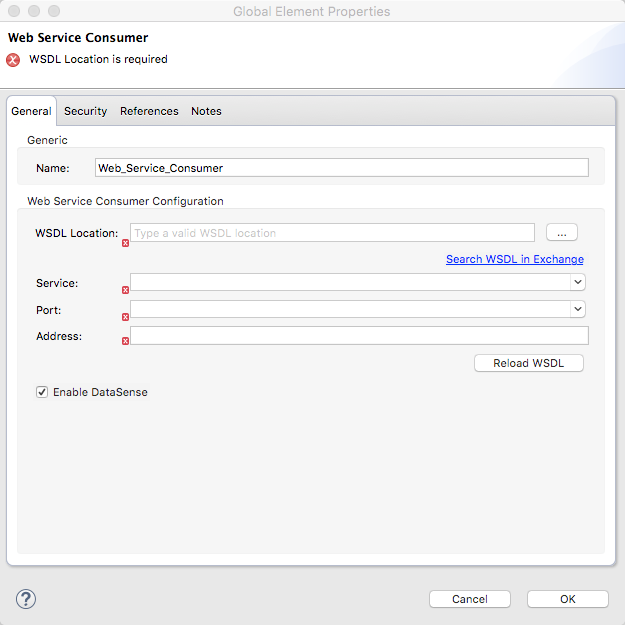 Global Element Properties
Web Service Consumer
WSDL Location is required
General Security References Notes
Generic
Name: Web_Service_Consumer
Web Service Consumer Configuration
WSDL Location: Type a valid WSDL location ...
Search WSDL in Exchange
Service:
Port:
Address:
Reload WSDL
Enable DataSense
? Cancel OK